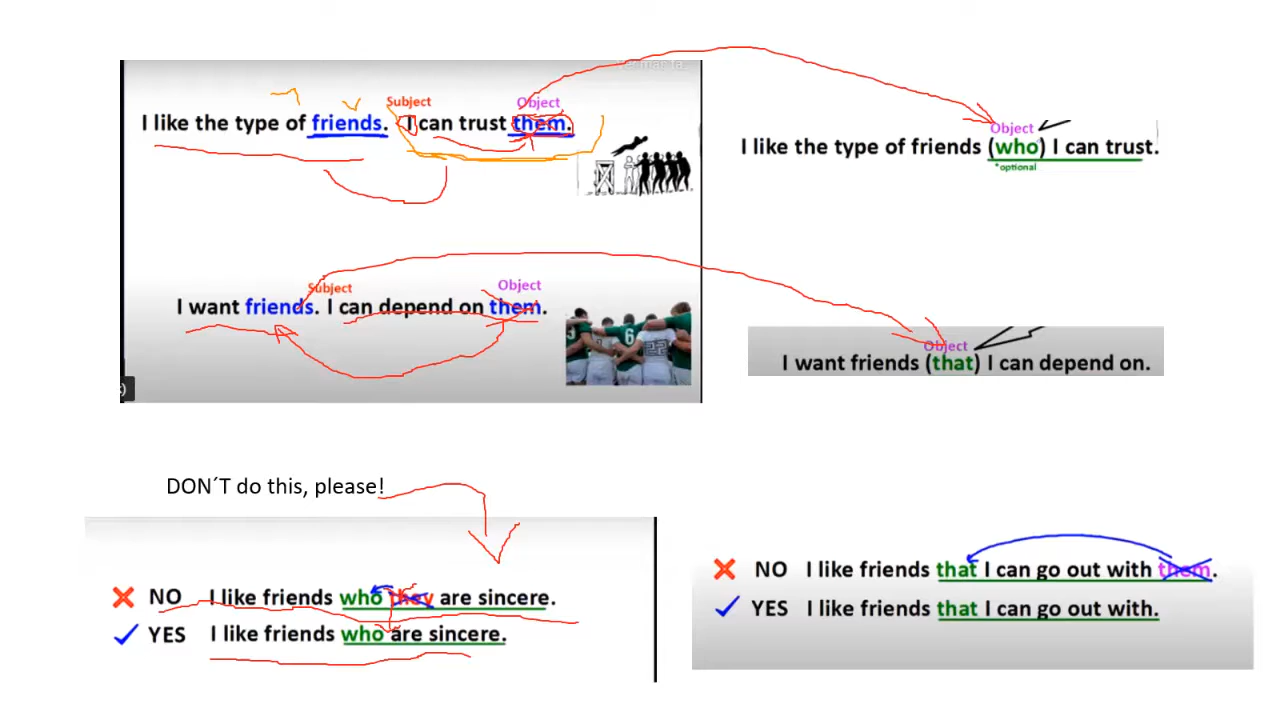 Subject Object
I like the type of friends. I can trust them.
Object
I like the type of friends (who) I can trust.
*optional
Subject Object
I want friends. I can depend on them.
6
22
Object
I want friends (that) I can depend on.
DON´T do this, please!
NO I like friends who they are sincere.
YES I like friends who are sincere.
NO I like friends that I can go out with them.
YES I like friends that I can go out with.